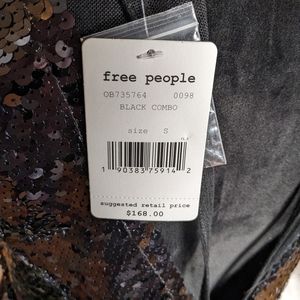 free people
OB735764 0098
BLACK COMBO
size S
1 90383 75914 2
suggested retail price
$168.00